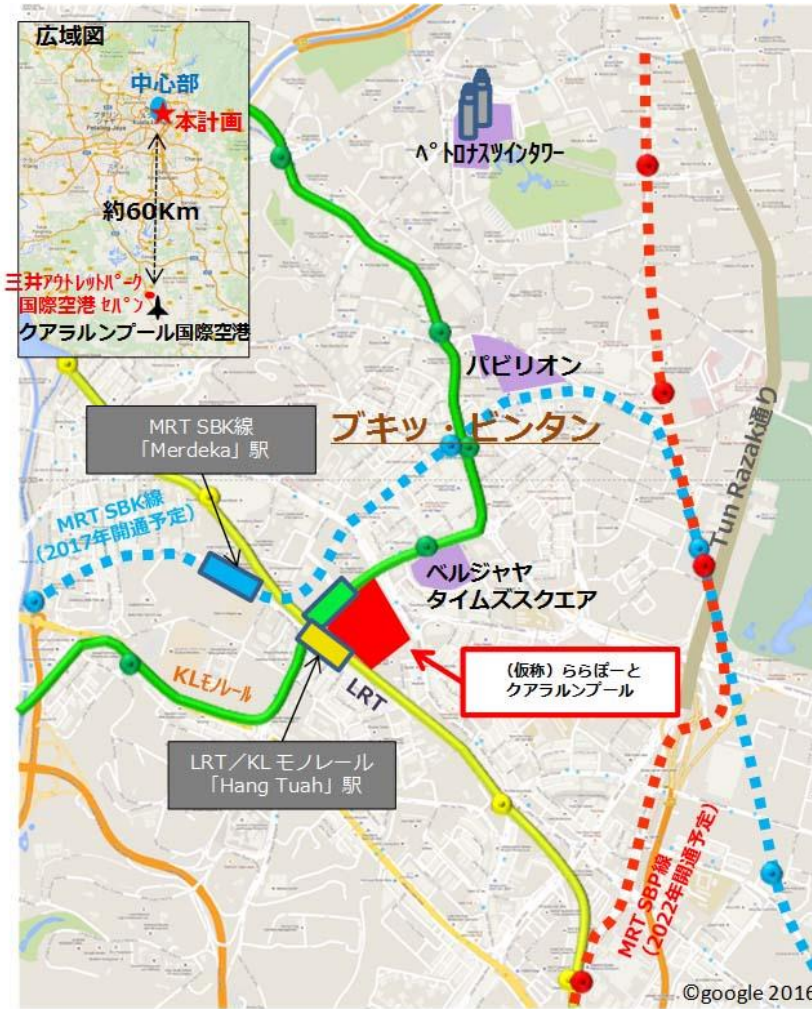 広域図
中心部
本計画
約60Km
三井アウトレットパーク
国際空港 セパン
クアラルンプール国際空港
ペトロナスツインタワー
パビリオン
ブキッ・ビンタン
MRT SBK線
「Merdeka」駅
MRT SBK線
（2017年開通予定）
Tun Razak通り
ベルジャヤ
タイムズスクエア
（仮称）ららぽーと
クアラルンプール
KLモノレール
LRT
LRT／KL モノレール
「Hang Tuah」駅
MRT SBP線
（2022年開通予定）
©google 2016